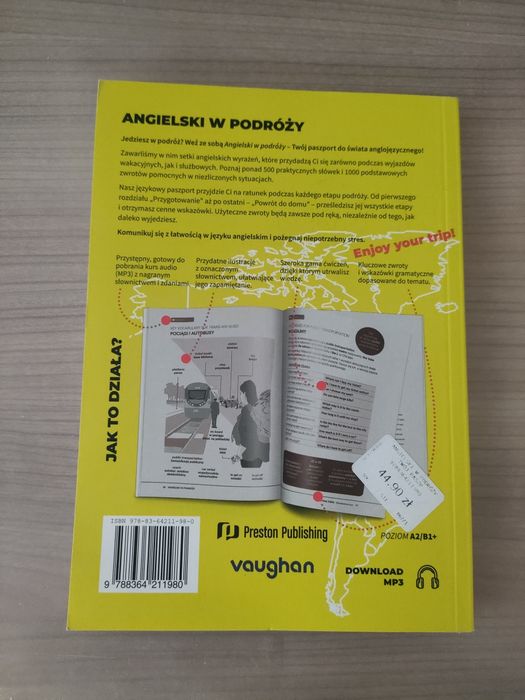 ANGIELSKI W PODRÓŻY
Jedziesz w podróż? Weź ze sobą Angielski w podróży – Twój paszport do świata anglojęzycznego!
Zawarliśmy w nim setki angielskich wyrażeń, które przydadzą Ci się zarówno podczas wyjazdów
wakacyjnych, jak i służbowych. Poznaj ponad 500 praktycznych słówek i 1000 podstawowych
zwrotów pomocnych w niezliczonych sytuacjach.
Nasz językowy paszport przyjdzie Ci na ratunek podczas każdego etapu podróży. Od pierwszego
rozdziału „Przygotowanie" aż po ostatni – „Powrót do domu" – prześledzisz jej wszystkie etapy
i otrzymasz cenne wskazówki. Użyteczne zwroty będą zawsze pod ręką, niezależnie od tego, jak
daleko wyjedziesz.
Komunikuj się z łatwością w języku angielskim i pożegnaj niepotrzebny stres.
Enjoy your trip!
Przystępny, gotowy do
pobrania kurs audio
(MP3) z nagranym
słownictwem i zdaniami.
Przydatne ilustracje
z oznaczonym
słownictwem, ułatwiające
jego zapamiętanie.
Szeroka gama ćwiczeń,
dzięki którym utrwalisz
wiedzę.
Kluczowe zwroty
i wskazówki gramatyczne
dopasowane do tematu.
JAK TO DZIAŁA?
POCIĄGI I AUTOBUSY
public transportation
44,90 zł
ISBN 978-83-64211-98-0
9 788364 211980
Preston Publishing
vaughan
POZIOM A2/B1+
DOWNLOAD
MP3